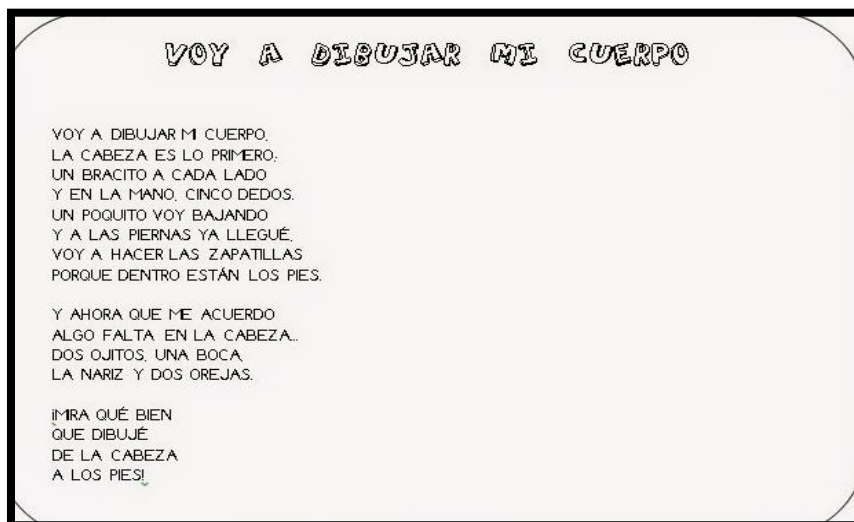 VOY A DIBUJAR MI CUERPO
VOY A DIBUJAR MI CUERPO,
LA CABEZA ES LO PRIMERO;
UN BRACITO A CADA LADO
Y EN LA MANO, CINCO DEDOS.
UN POQUITO VOY BAJANDO
Y A LAS PIERNAS YA LLEGUÉ,
VOY A HACER LAS ZAPATILLAS
PORQUE DENTRO ESTÁN LOS PIES.
Y AHORA QUE ME ACUERDO
ALGO FALTA EN LA CABEZA...
DOS OJITOS, UNA BOCA,
LA NARIZ Y DOS OREJAS.
¡MIRA QUÉ BIEN
QUE DIBUJÉ
DE LA CABEZA
A LOS PIES!